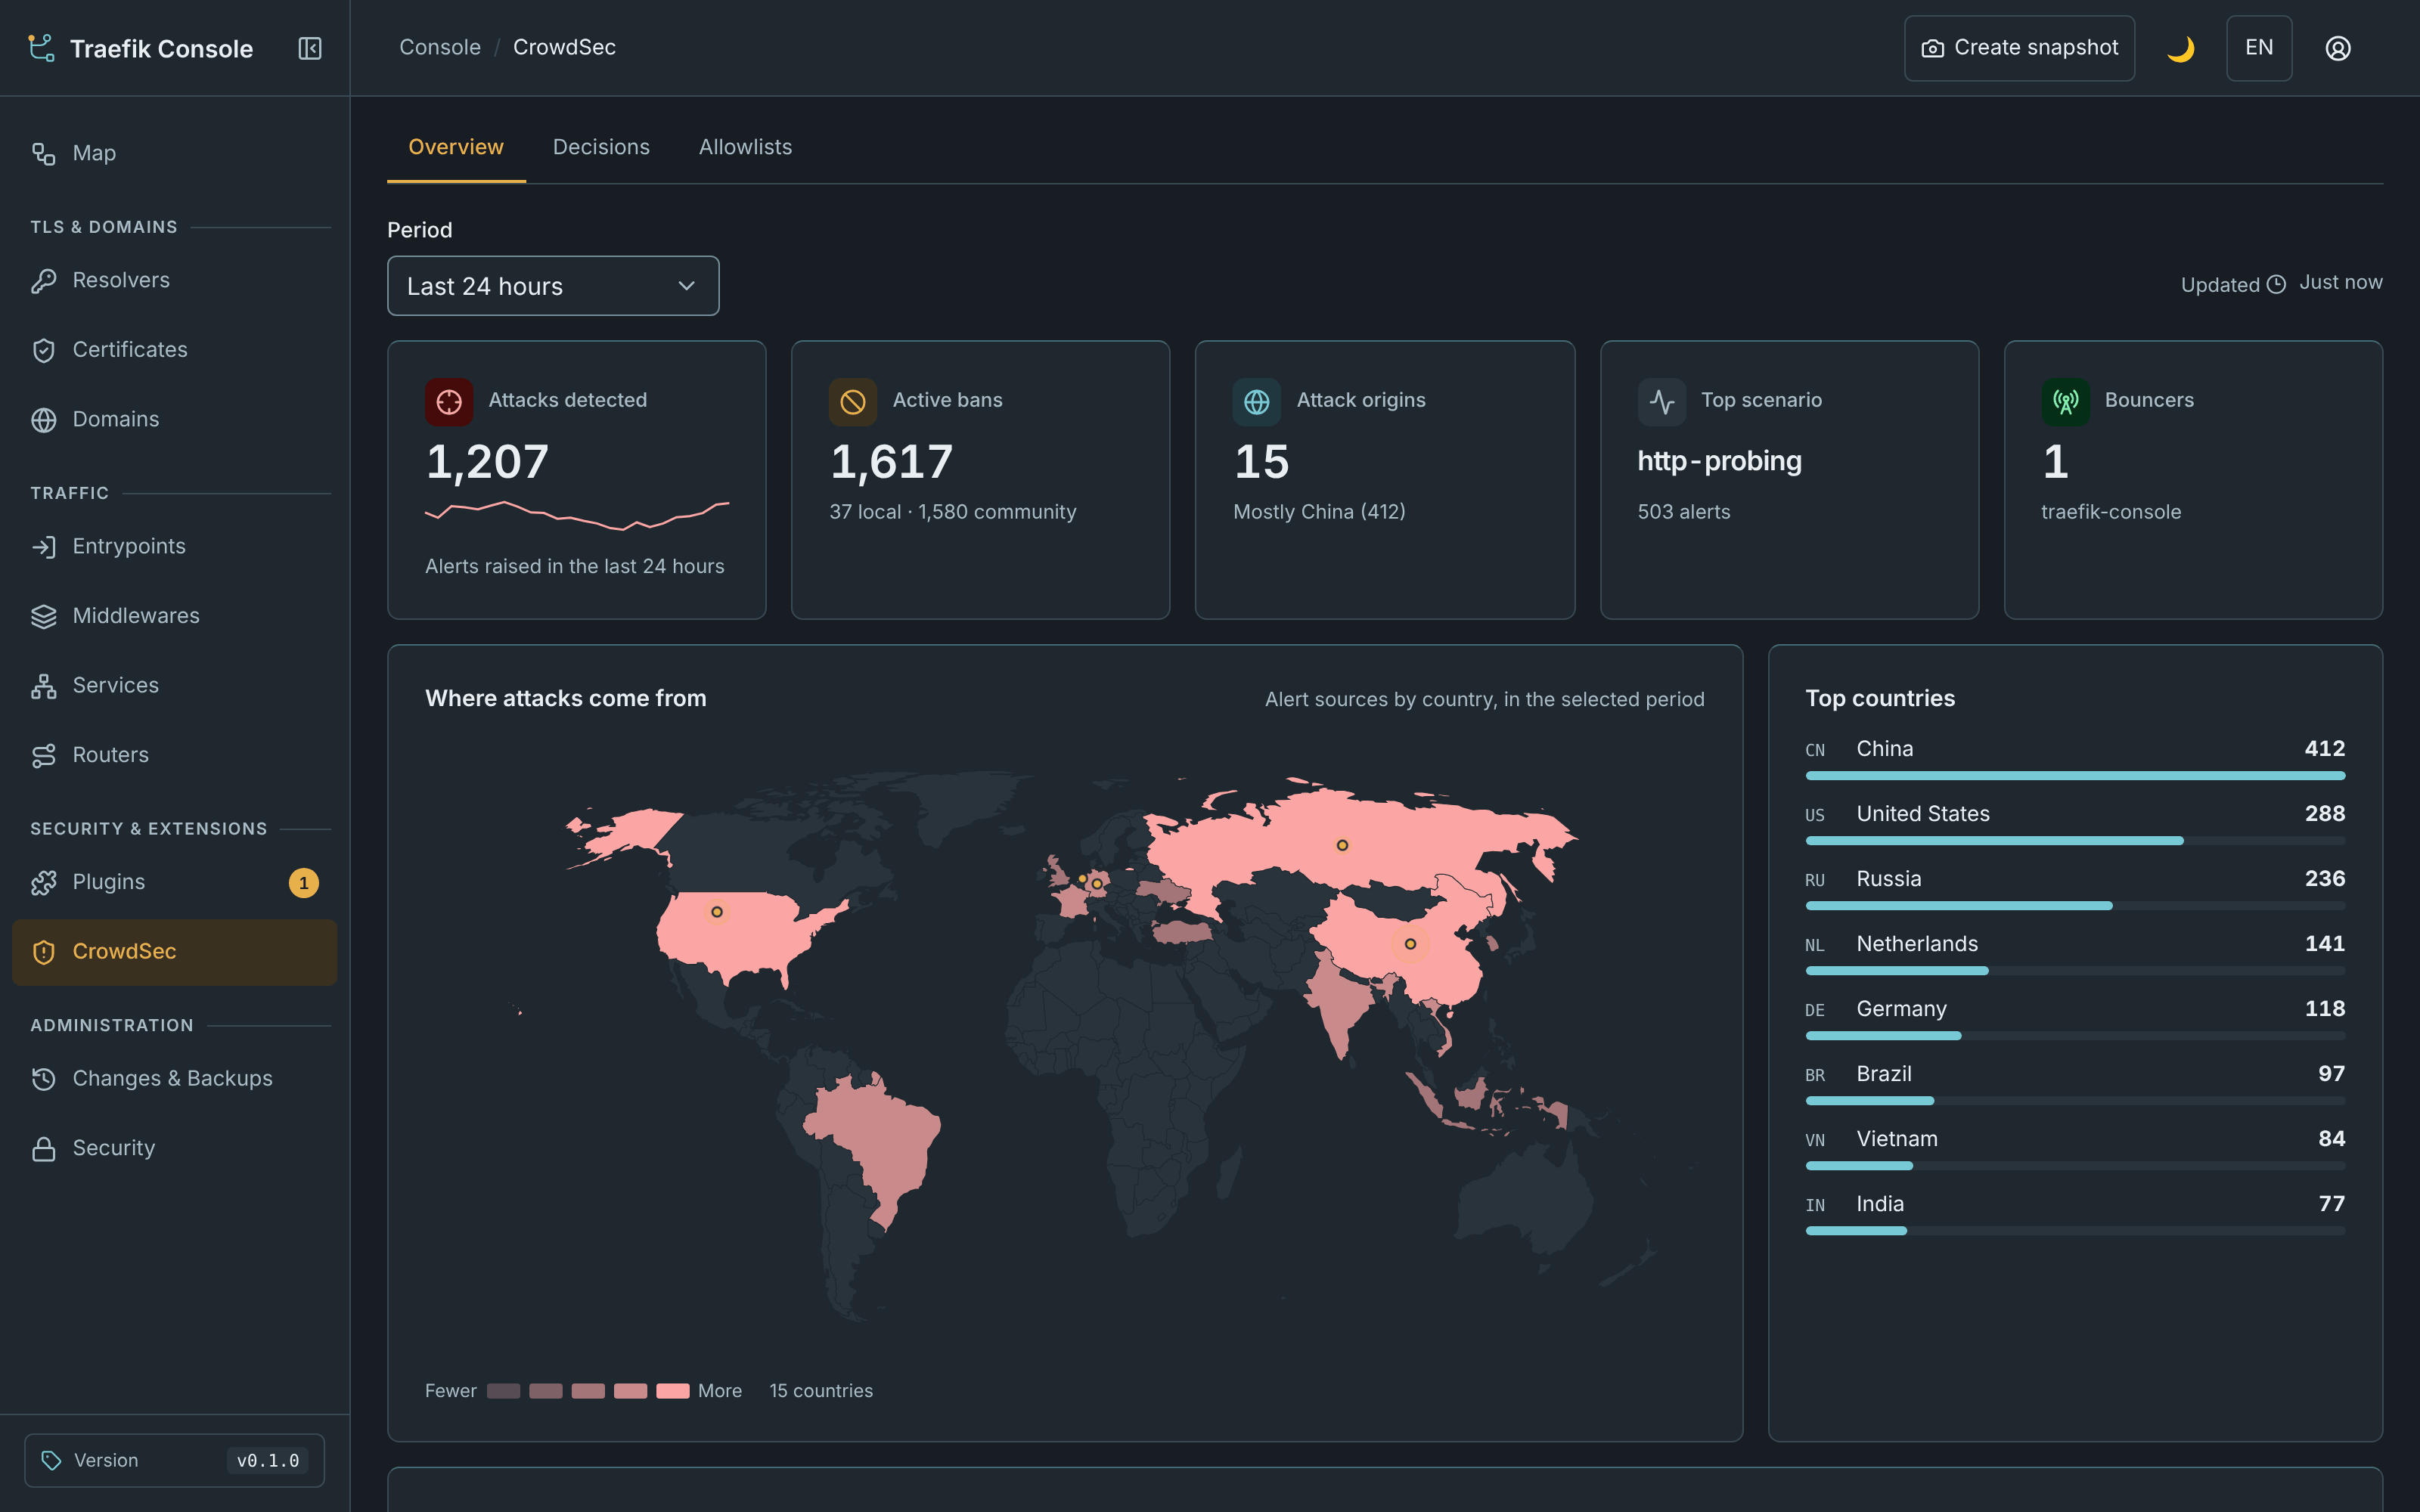 Traefik Console
Console / CrowdSec
Create snapshot
EN
Map
TLS & DOMAINS
Resolvers
Certificates
Domains
TRAFFIC
Entrypoints
Middlewares
Services
Routers
SECURITY & EXTENSIONS
Plugins 1
CrowdSec
ADMINISTRATION
Changes & Backups
Security
Version v0.1.0
Overview Decisions Allowlists
Period
Last 24 hours
Updated Just now
Attacks detected
1,207
Alerts raised in the last 24 hours
Active bans
1,617
37 local · 1,580 community
Attack origins
15
Mostly China (412)
Top scenario
http-probing
503 alerts
Bouncers
1
traefik-console
Where attacks come from
Alert sources by country, in the selected period
Fewer More 15 countries
Top countries
CN China 412
US United States 288
RU Russia 236
NL Netherlands 141
DE Germany 118
BR Brazil 97
VN Vietnam 84
IN India 77